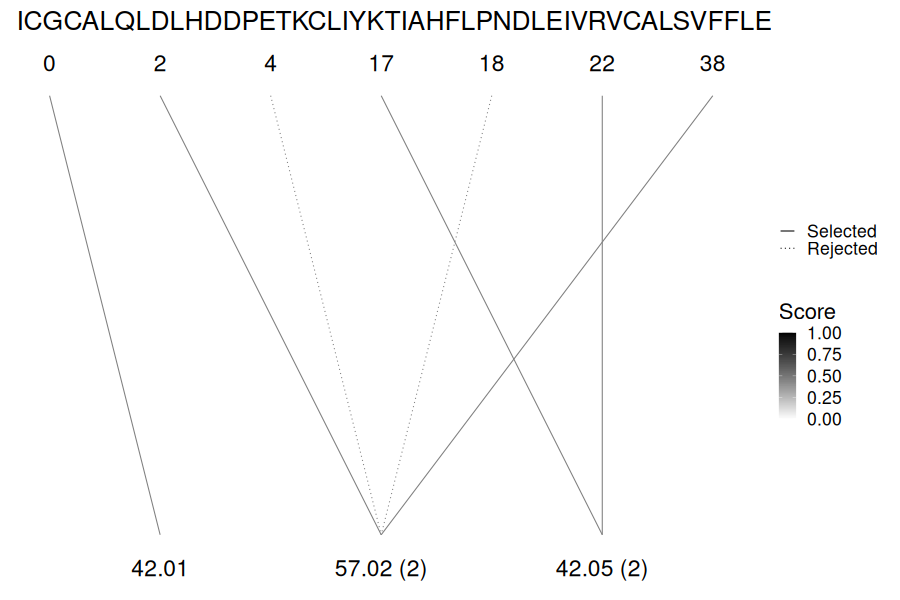 ICGCALQLDLHDDPETKCLIYKTIAHFLPNDLEIVRVCALSVFFLE
0 2 4 17 18 22 38
Selected
Rejected
Score
1.00
0.75
0.50
0.25
0.00
42.01 57.02 (2) 42.05 (2)